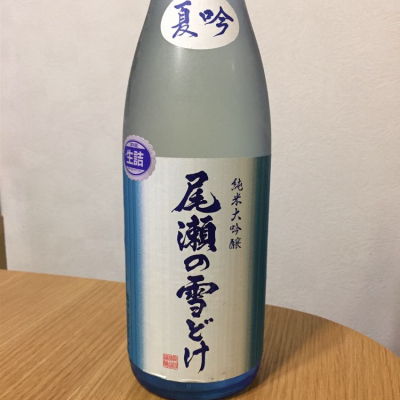 夏吟
生詰
純米大吟醸
尾瀬の雪どけ